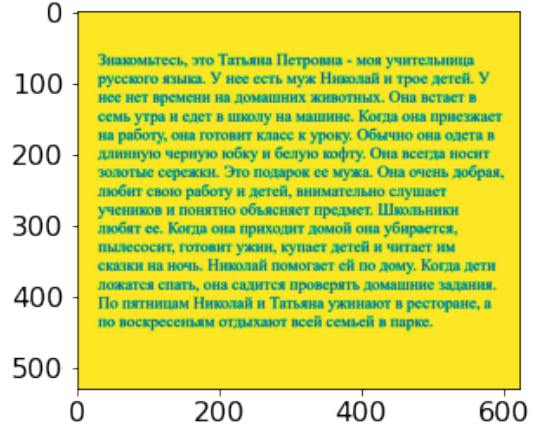 0
100
200
300
400
500
Знакомьтесь, это Татьяна Петровна - моя учительница
русского языка. У нее есть муж Николай и трое детей. У
нее нет времени на домашних животных. Она встает в
семь утра и едет в школу на машине. Когда она приезжает
на работу, она готовит класс к уроку. Обычно она одета в
длинную черную юбку и белую кофту. Она всегда носит
золотые сережки. Это подарок ее мужа. Она очень добрая,
любит свою работу и детей, внимательно слушает
учеников и понятно объясняет предмет. Школьники
любят ее. Когда она приходит домой она убирается,
пылесосит, готовит ужин, купает детей и читает им
сказки на ночь. Николай помогает ей по дому. Когда дети
ложатся спать, она садится проверять домашние задания.
По пятницам Николай и Татьяна ужинают в ресторане, а
по воскресеньям отдыхают всей семьей в парке.
0 200 400 600